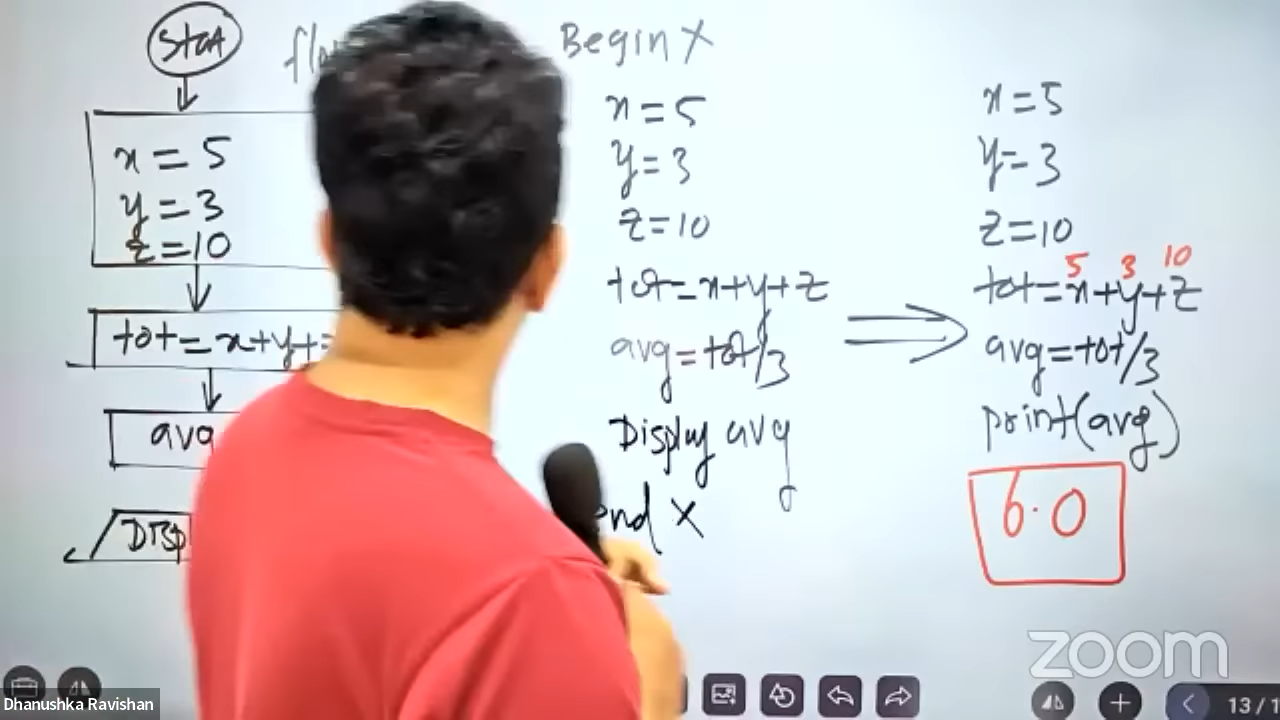 Start
x = 5
y = 3
z = 10
tot = x+y+
avg
Disp
Begin X
x = 5
y = 3
z = 10
tot = x+y+z
avg = tot/3
Display avg
end X
x = 5
y = 3
z = 10
5 3 10
tot = x+y+z
avg = tot/3
print(avg)
6.0
zoom
Dhanushka Ravishan
13 / 1